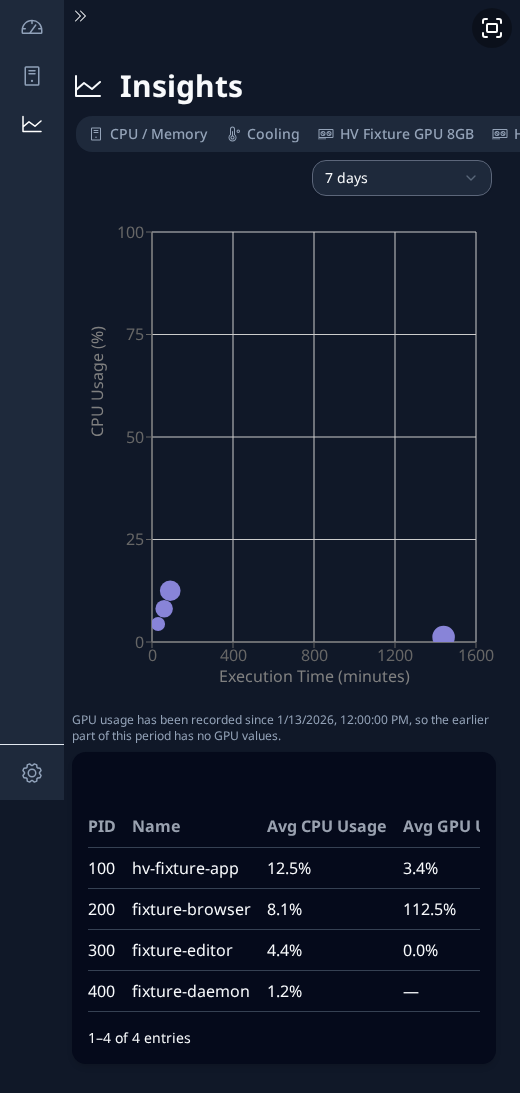 Insights
CPU / Memory Cooling HV Fixture GPU 8GB H
7 days
100
75
50
25
0
CPU Usage (%)
0 400 800 1200 1600
Execution Time (minutes)
GPU usage has been recorded since 1/13/2026, 12:00:00 PM, so the earlier
part of this period has no GPU values.
PID Name Avg CPU Usage Avg GPU U
100 hv-fixture-app 12.5% 3.4%
200 fixture-browser 8.1% 112.5%
300 fixture-editor 4.4% 0.0%
400 fixture-daemon 1.2% —
1–4 of 4 entries